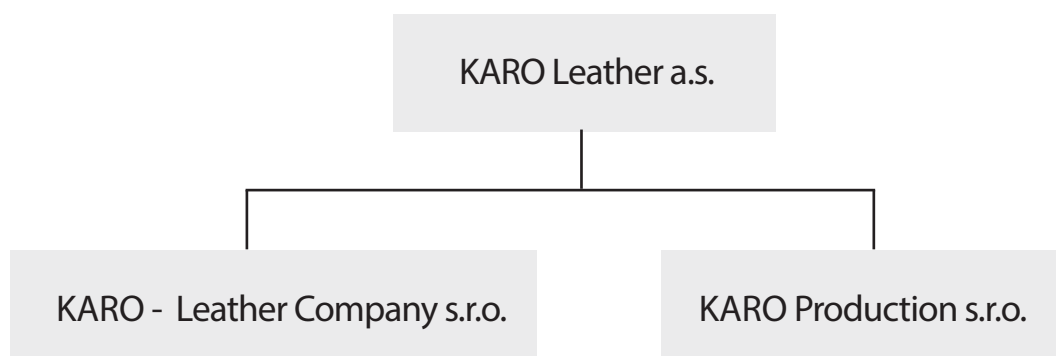 KARO Leather a.s.
KARO - Leather Company s.r.o.
KARO Production s.r.o.